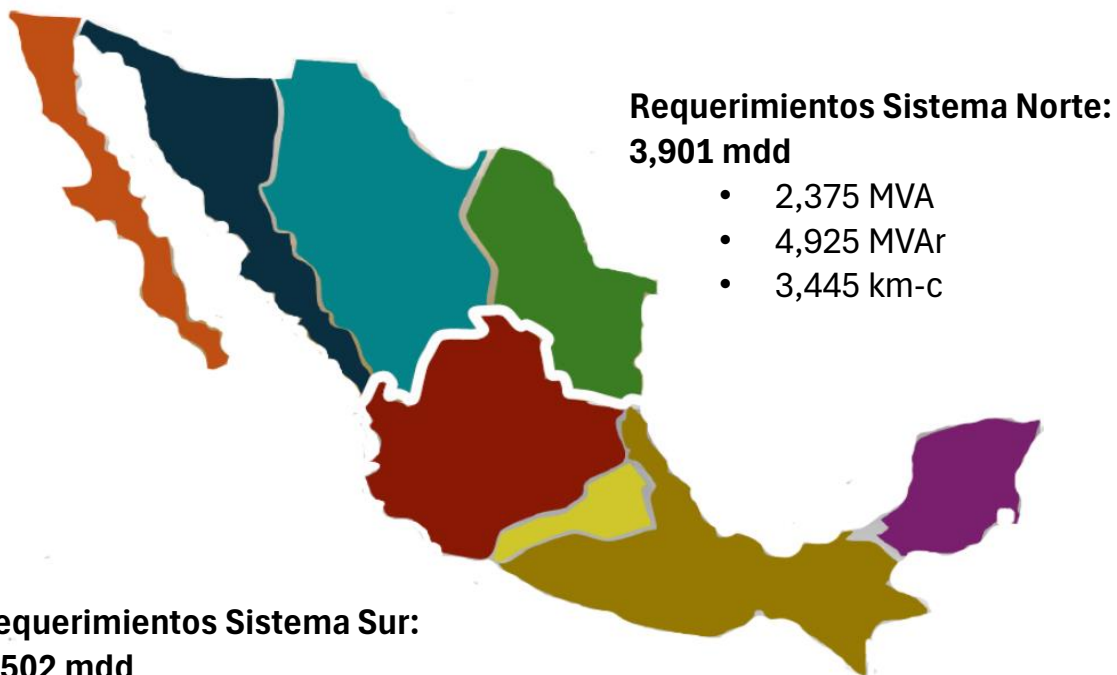 Requerimientos Sistema Norte:
3,901 mdd
• 2,375 MVA
• 4,925 MVAr
• 3,445 km-c
equerimientos Sistema Sur:
502 mdd